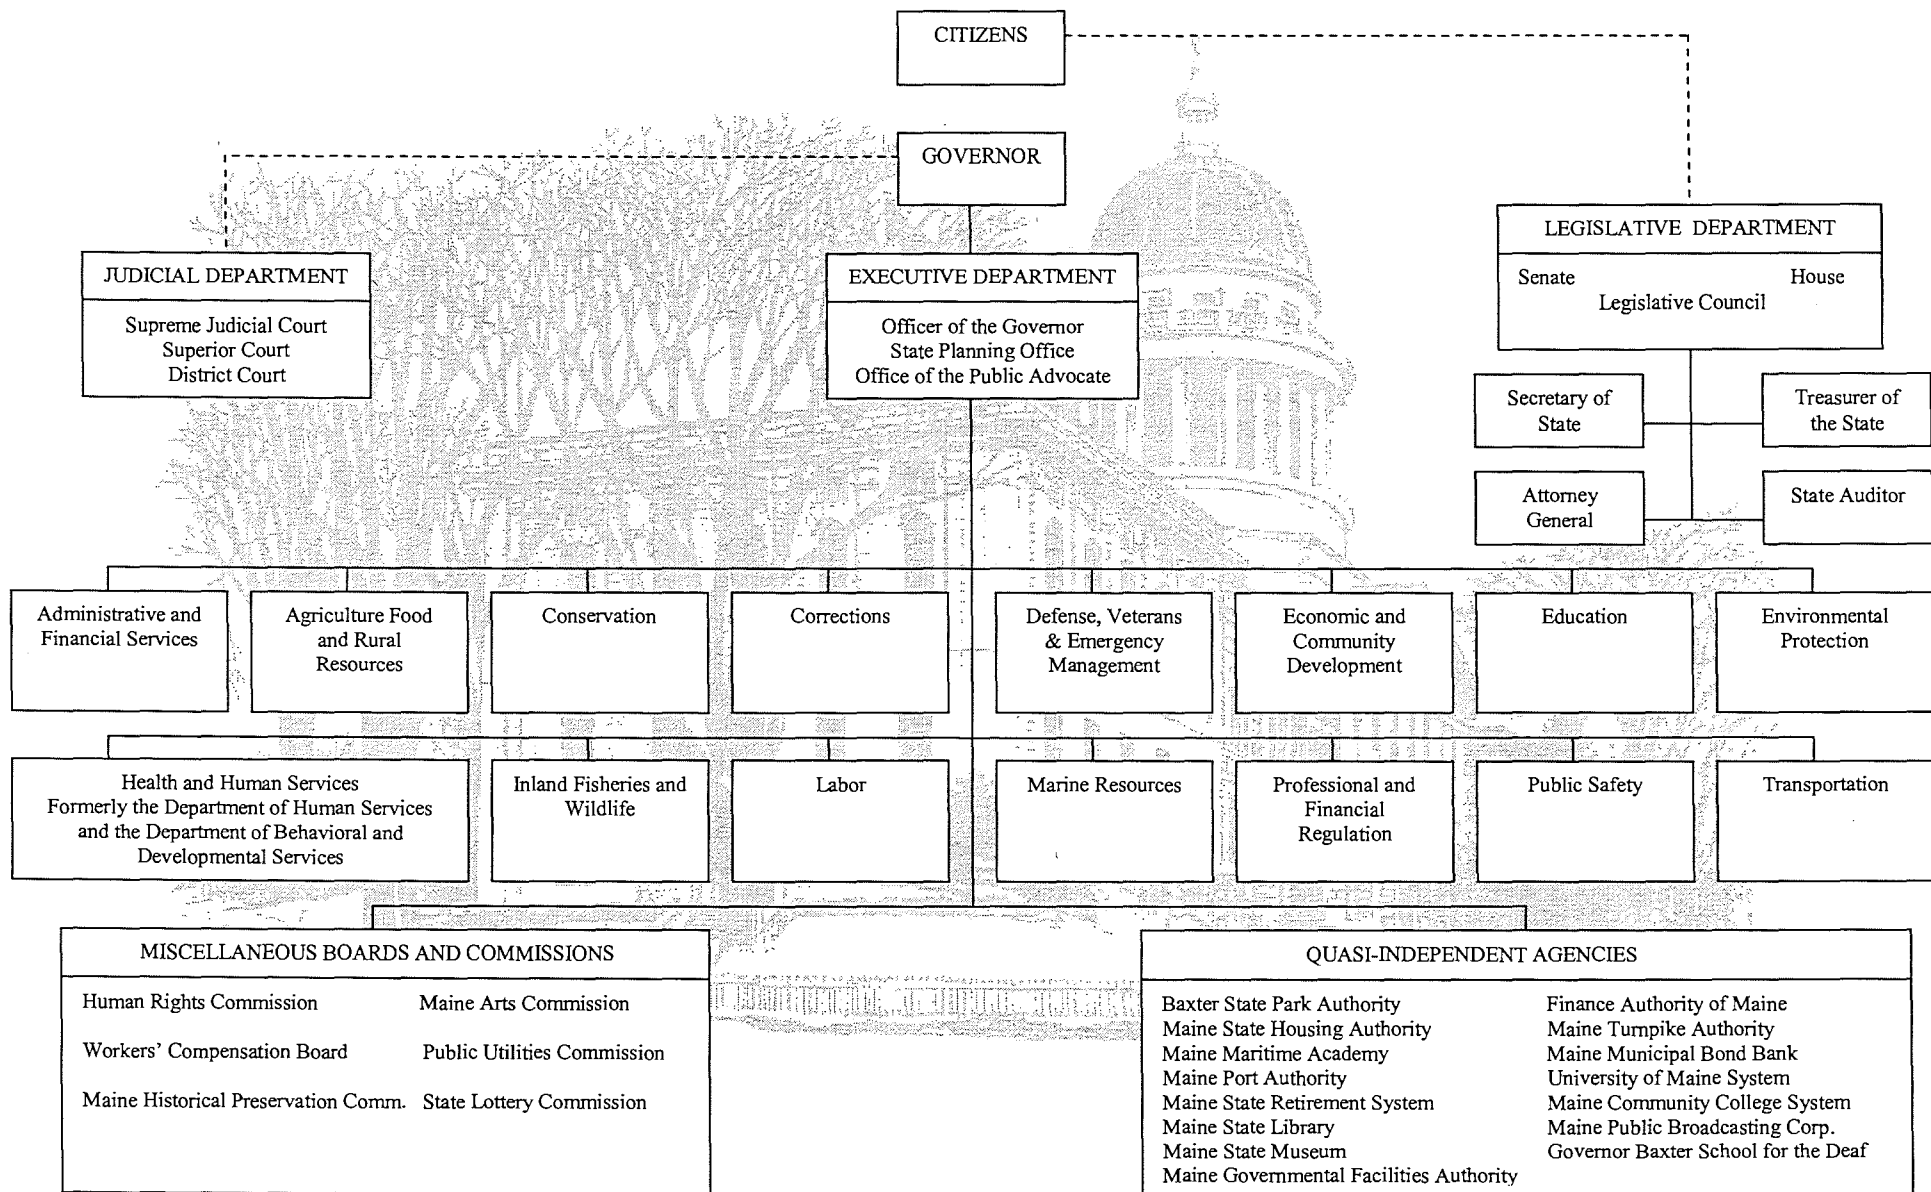 CITIZENS
GOVERNOR
JUDICIAL DEPARTMENT
Supreme Judicial Court
Superior Court
District Court
EXECUTIVE DEPARTMENT
Officer of the Governor
State Planning Office
Office of the Public Advocate
LEGISLATIVE DEPARTMENT
Senate House
Legislative Council
Secretary of
State
Treasurer of
the State
Attorney
General
State Auditor
Administrative and
Financial Services
Agriculture Food
and Rural
Resources
Conservation
Corrections
Defense, Veterans
& Emergency
Management
Economic and
Community
Development
Education
Environmental
Protection
Health and Human Services
Formerly the Department of Human Services
and the Department of Behavioral and
Developmental Services
Inland Fisheries and
Wildlife
Labor
Marine Resources
Professional and
Financial
Regulation
Public Safety
Transportation
MISCELLANEOUS BOARDS AND COMMISSIONS
Human Rights Commission Maine Arts Commission
Workers' Compensation Board Public Utilities Commission
Maine Historical Preservation Comm. State Lottery Commission
QUASI-INDEPENDENT AGENCIES
Baxter State Park Authority
Maine State Housing Authority
Maine Maritime Academy
Maine Port Authority
Maine State Retirement System
Maine State Library
Maine State Museum
Maine Governmental Facilities Authority
Finance Authority of Maine
Maine Turnpike Authority
Maine Municipal Bond Bank
University of Maine System
Maine Community College System
Maine Public Broadcasting Corp.
Governor Baxter School for the Deaf